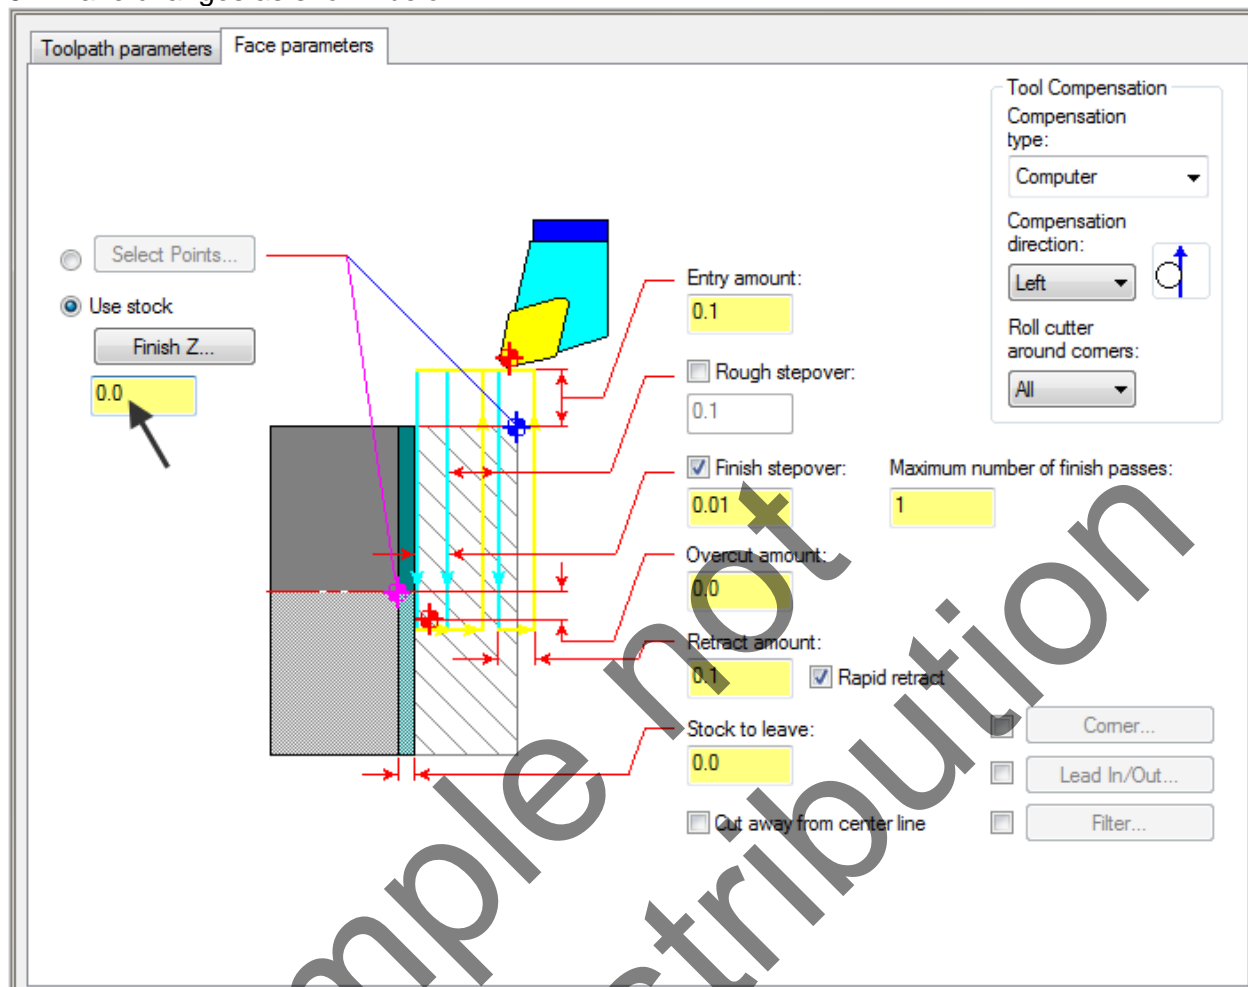 Toolpath parameters
Face parameters
Tool Compensation
Compensation
type:
Computer
Compensation
direction:
Left
Roll cutter
around corners:
All
Select Points...
Use stock
Finish Z...
0.0
Entry amount:
0.1
Rough stepover:
0.1
Finish stepover:
0.01
Maximum number of finish passes:
1
Overcut amount:
0.0
Retract amount:
0.1
Rapid retract
Stock to leave:
0.0
Cut away from center line
Corner...
Lead In/Out...
Filter...
mple not
stribution